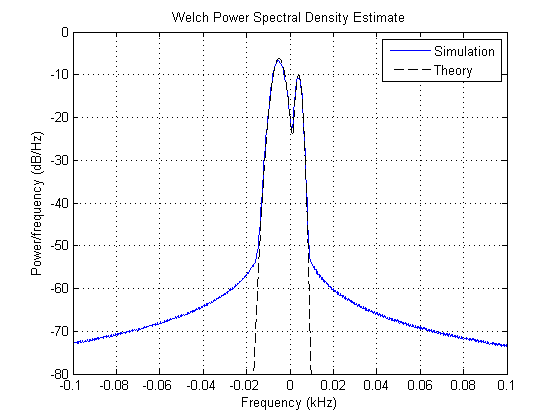 Welch Power Spectral Density Estimate
Simulation
Theory
Power/frequency (dB/Hz)
0
-10
-20
-30
-40
-50
-60
-70
-80
-0.1 -0.08 -0.06 -0.04 -0.02 0 0.02 0.04 0.06 0.08 0.1
Frequency (kHz)